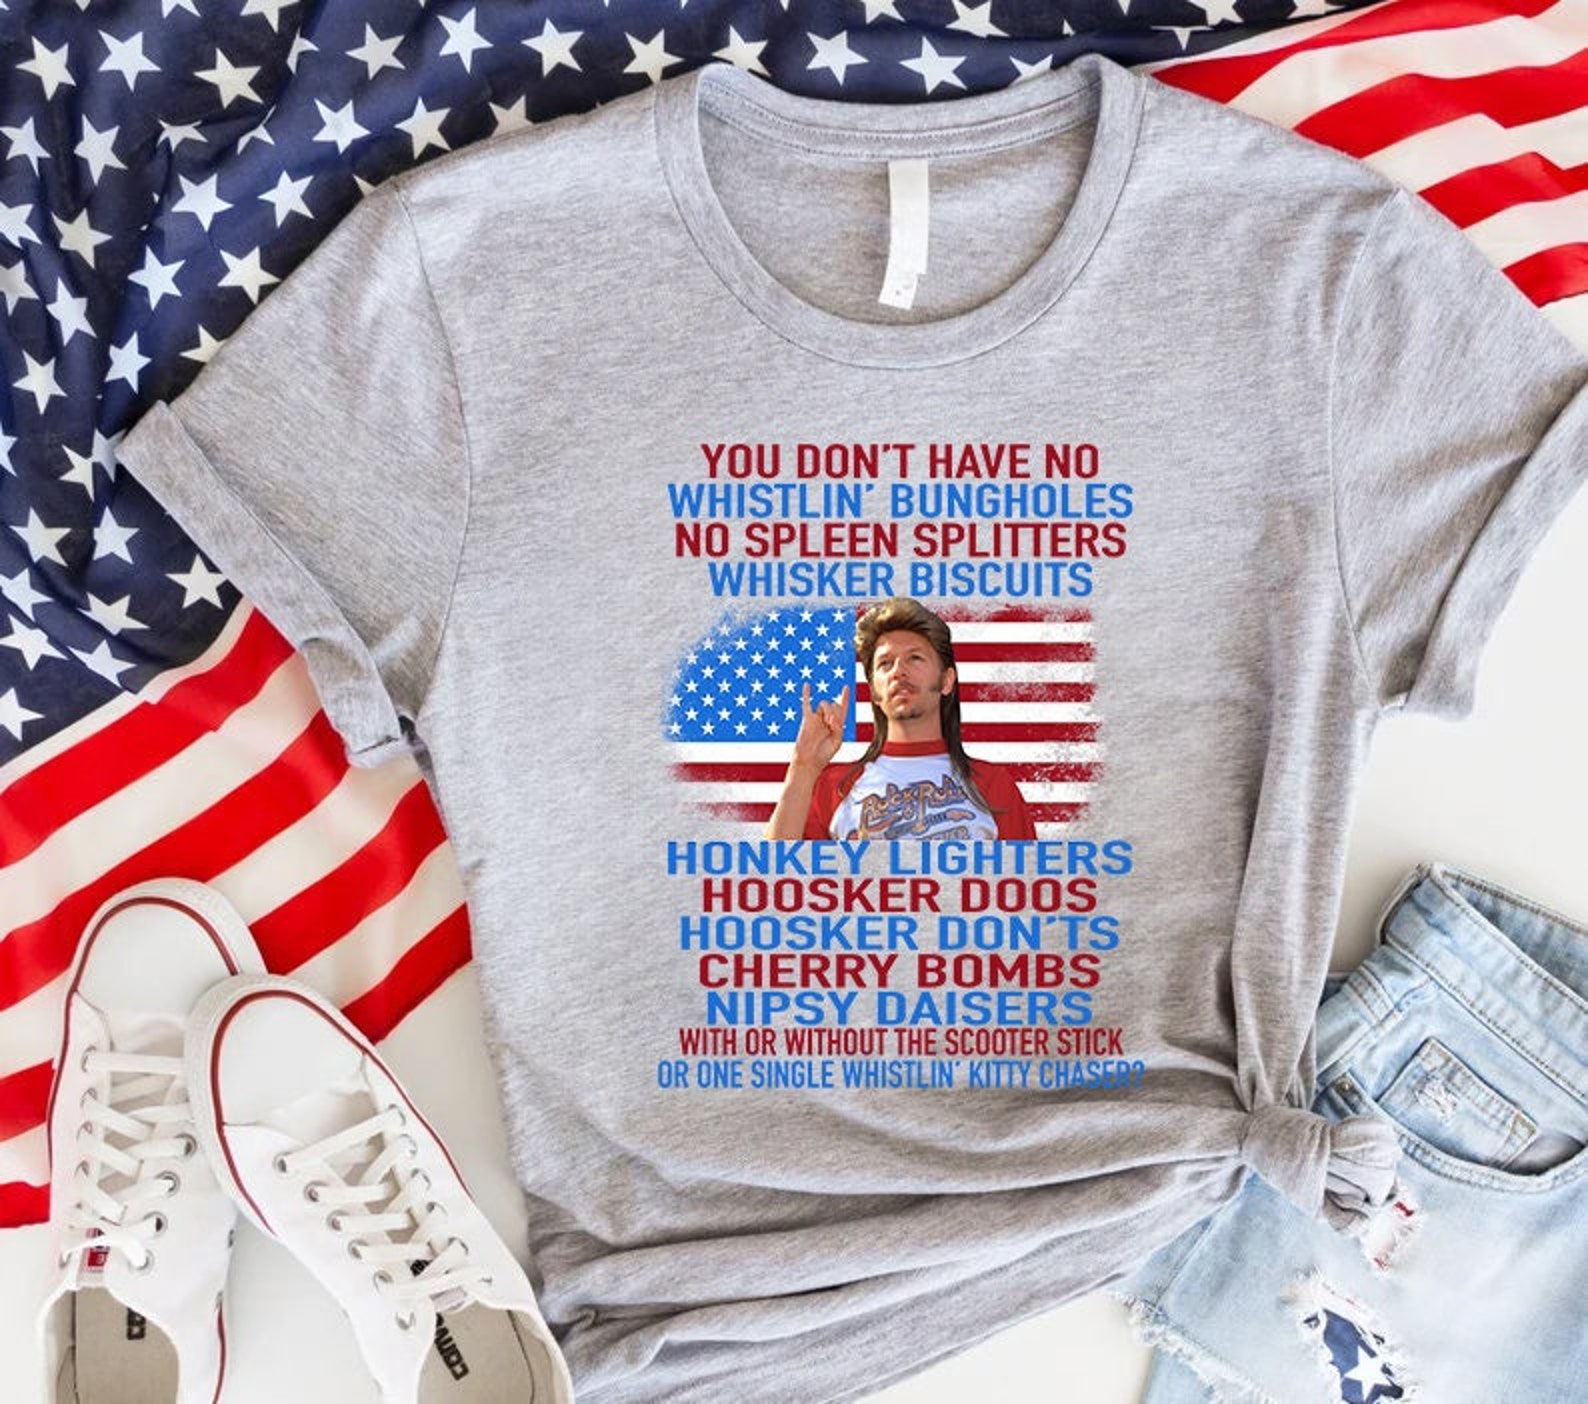 YOU DON'T HAVE NO
WHISTLIN' BUNGHOLES
NO SPLEEN SPLITTERS
WHISKER BISCUITS
HONKEY LIGHTERS
HOOSKER DOOS
HOOSKER DON'TS
CHERRY BOMBS
NIPSY DAISERS
WITH OR WITHOUT THE SCOOTER STICK
OR ONE SINGLE WHISTLIN' KITTY CHASER?